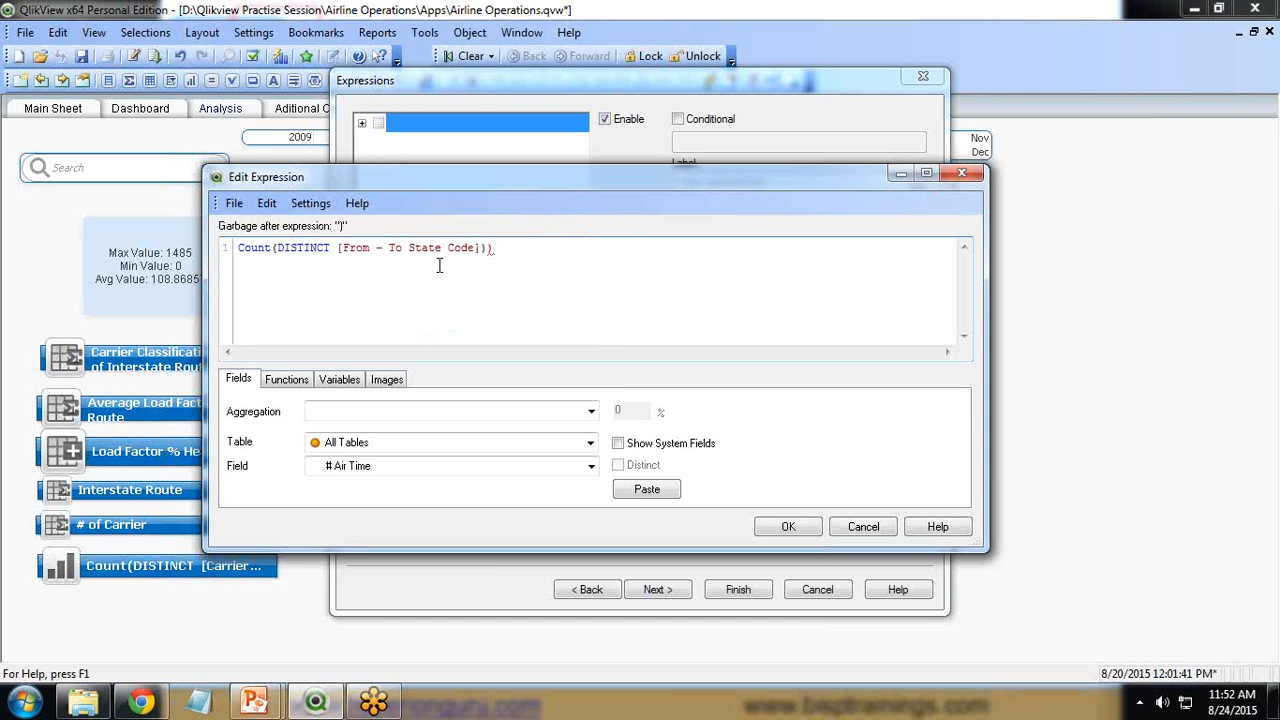 QlikView x64 Personal Edition - [D:\Qlikview Practise Session\Airline Operations\Apps\Airline Operations.qvw*]
File Edit View Selections Layout Settings Bookmarks Reports Tools Object Window Help
Clear Back Forward Lock Unlock
Expressions
Main Sheet Dashboard Analysis Aditional C
Enable Conditional
2009
Nov
Dec
Label
Search
Edit Expression
File Edit Settings Help
Garbage after expression: ")"
1 Count(DISTINCT [From - To State Code]))
Max Value: 1485
Min Value: 0
Avg Value: 108.8685
Carrier Classificati
of Interstate Rou
Average Load Fact
Route
Load Factor % He
Interstate Route
# of Carrier
Count(DISTINCT [Carrier...
Fields Functions Variables Images
Aggregation 0 %
Table All Tables Show System Fields
Field # Air Time Distinct
Paste
OK Cancel Help
< Back Next > Finish Cancel Help
For Help, press F1
8/20/2015 12:01:41 PM*
11:52 AM
8/24/2015